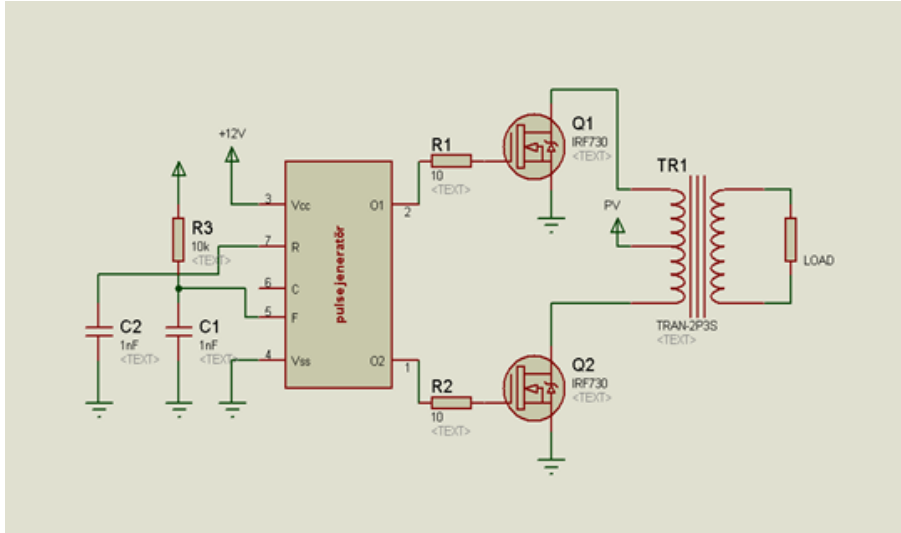 +12V
R3
10k
<TEXT>
C2
1nF
<TEXT>
C1
1nF
<TEXT>
3
7
6
5
4
Vcc
R
C
F
Vss
pulsejeneratör
O1
O2
2
1
R1
10
<TEXT>
R2
10
<TEXT>
Q1
IRF730
<TEXT>
Q2
IRF730
<TEXT>
TR1
PV
TRAN-2P3S
<TEXT>
LOAD